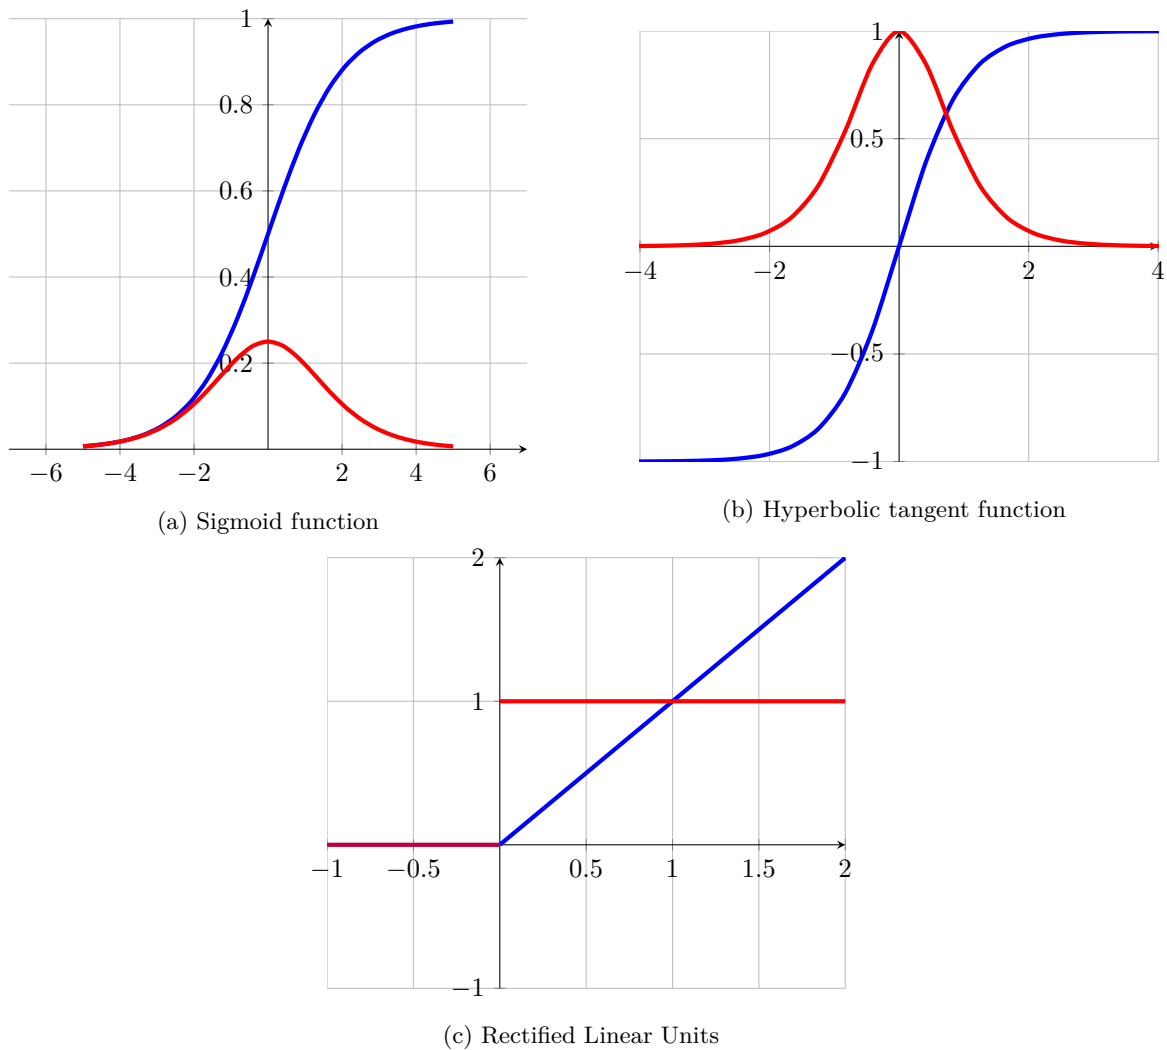 1
0.8
0.6
0.4
0.2
−6 −4 −2 2 4 6
(a) Sigmoid function
1
0.5
−4 −2 2 4
−0.5
−1
(b) Hyperbolic tangent function
2
1
−1 −0.5 0.5 1 1.5 2
−1
(c) Rectified Linear Units